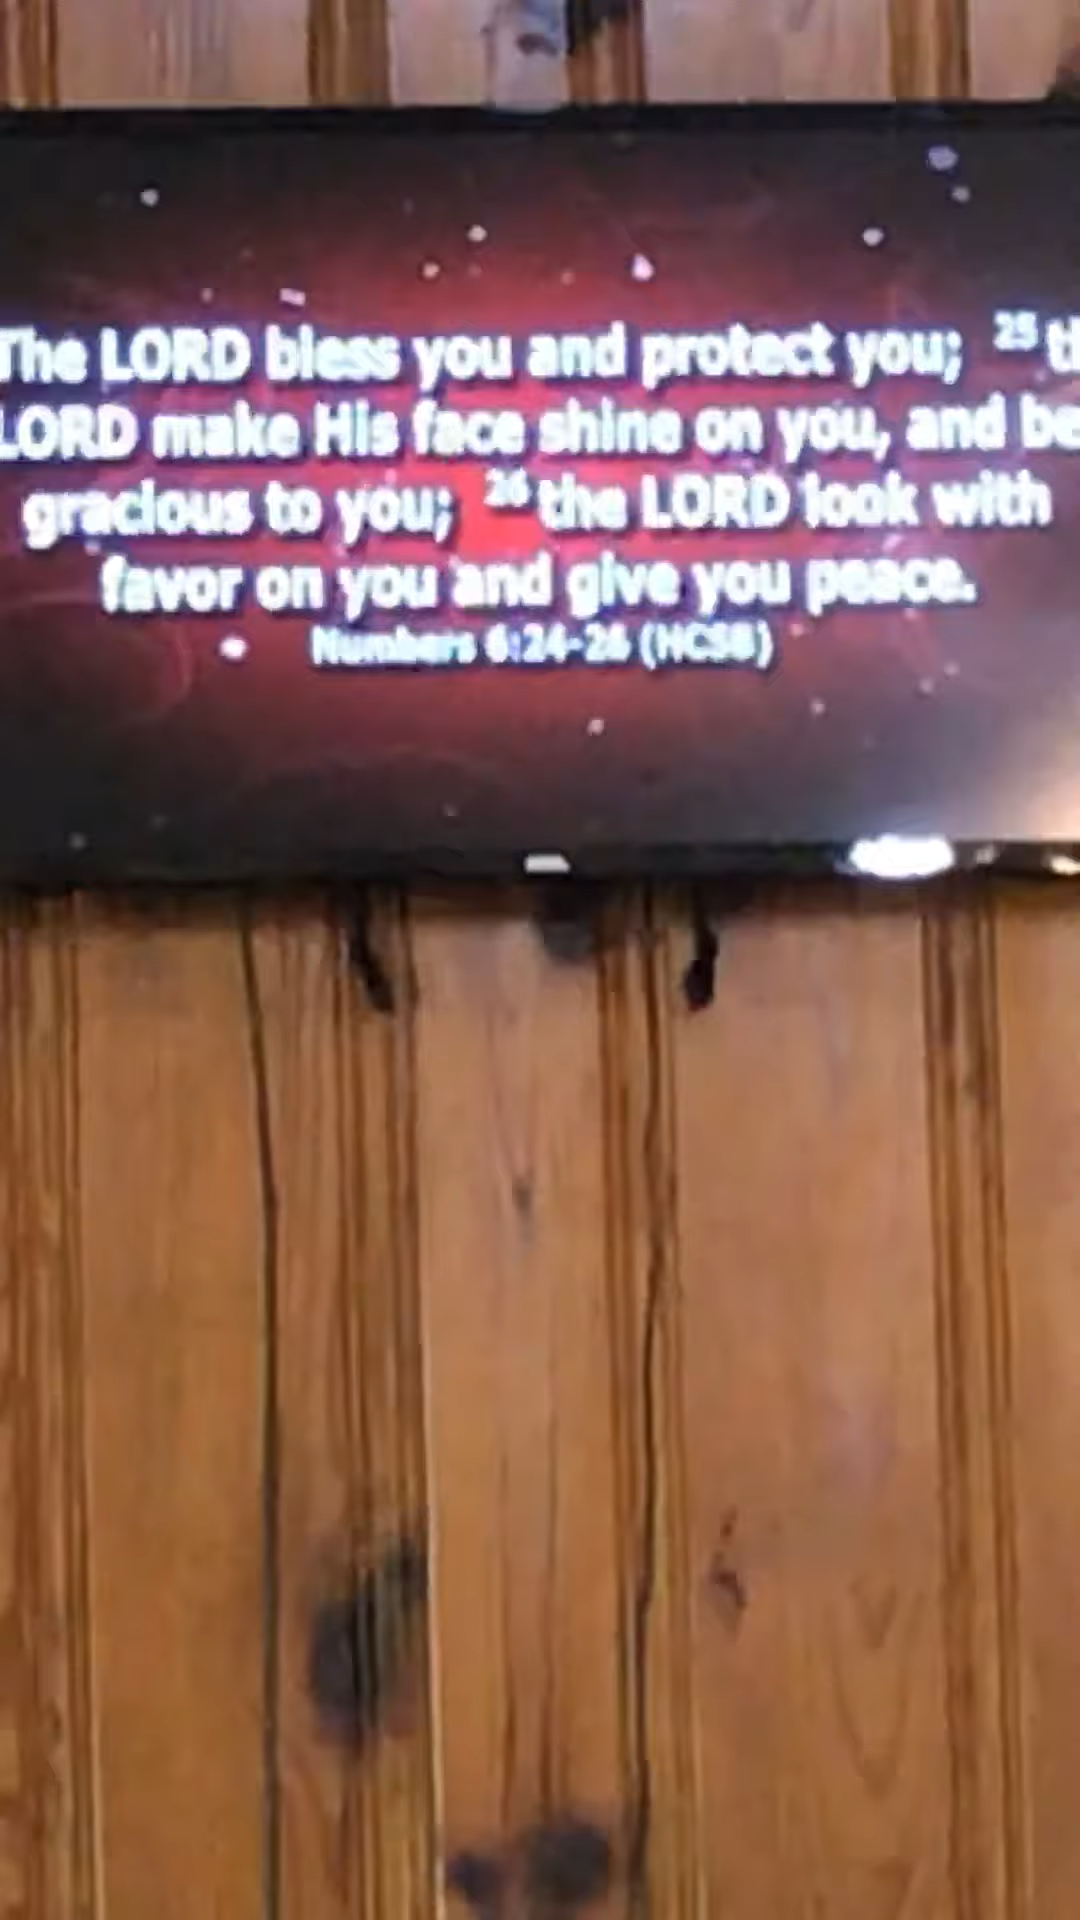 The LORD bless you and protect you; 25 th
LORD make His face shine on you, and be
gracious to you; 26 the LORD look with
favor on you and give you peace.
Numbers 6:24-26 (HCSB)